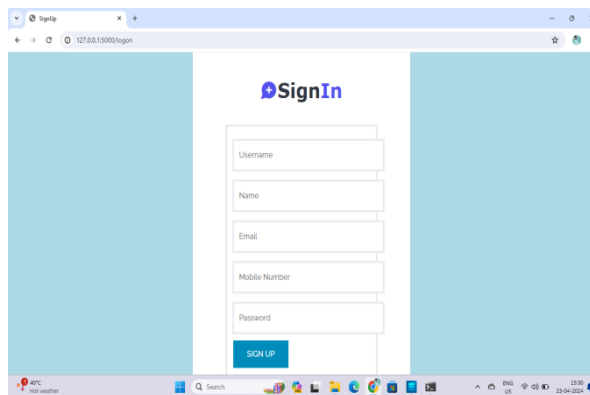 SignUp
127.0.0.1:5000/logon
SignIn
Username
Name
Email
Mobile Number
Password
SIGN UP
40°C
Hot weather
Search
ENG
US
15:30
23-04-2024